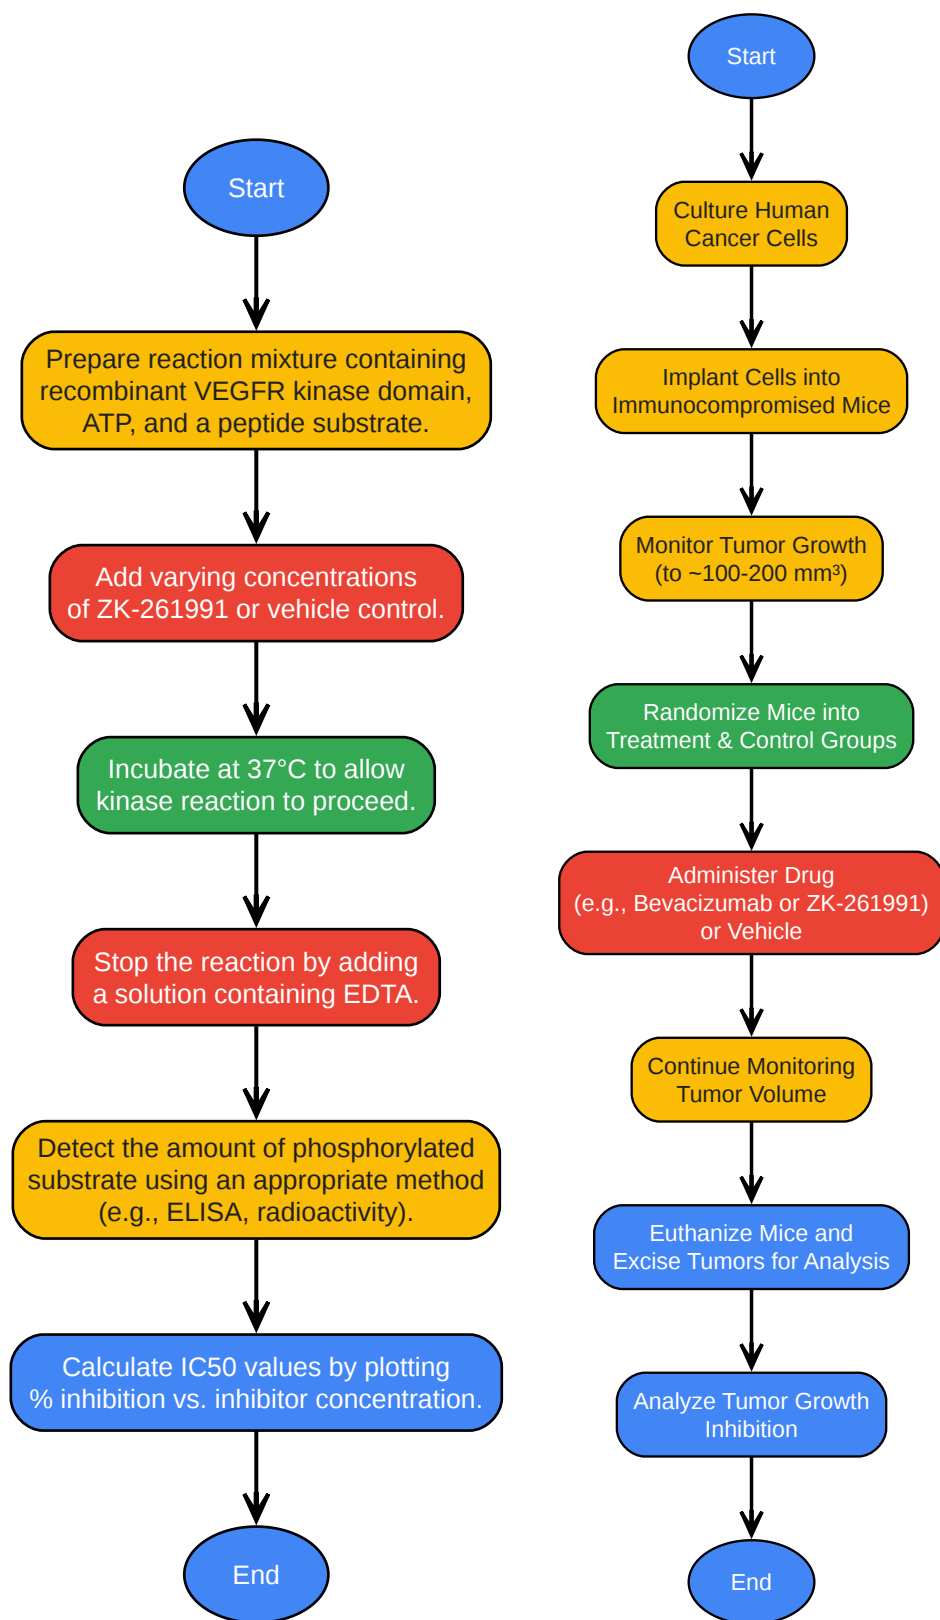 Start
Prepare reaction mixture containing
recombinant VEGFR kinase domain,
ATP, and a peptide substrate.
Add varying concentrations
of ZK-261991 or vehicle control.
Incubate at 37°C to allow
kinase reaction to proceed.
Stop the reaction by adding
a solution containing EDTA.
Detect the amount of phosphorylated
substrate using an appropriate method
(e.g., ELISA, radioactivity).
Calculate IC50 values by plotting
% inhibition vs. inhibitor concentration.
End
Start
Culture Human
Cancer Cells
Implant Cells into
Immunocompromised Mice
Monitor Tumor Growth
(to ~100-200 mm³)
Randomize Mice into
Treatment & Control Groups
Administer Drug
(e.g., Bevacizumab or ZK-261991)
or Vehicle
Continue Monitoring
Tumor Volume
Euthanize Mice and
Excise Tumors for Analysis
Analyze Tumor Growth
Inhibition
End